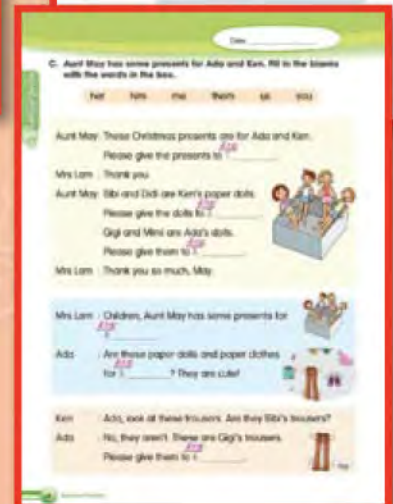 Date:
C. Aunt May has some presents for Ada and Ken. Fill in the blanks
with the words in the box.
her him me them us you
Aunt May: These Christmas presents are for Ada and Ken.
Please give the presents to 1.
Mrs Lam: Thank you.
Aunt May: Bibi and Didi are Ken's paper dolls.
Please give the dolls to 2.
Gigi and Mimi are Ada's dolls.
Please give them to 3.
Mrs Lam: Thank you so much, May.
Mrs Lam: Children, Aunt May has some presents for
4.
Ada: Are these paper dolls and paper clothes
for 5. ? They are cute!
Ken: Ada, look at these trousers. Are they Bibi's trousers?
Ada: No, they aren't. These are Gigi's trousers.
Please give them to 6.